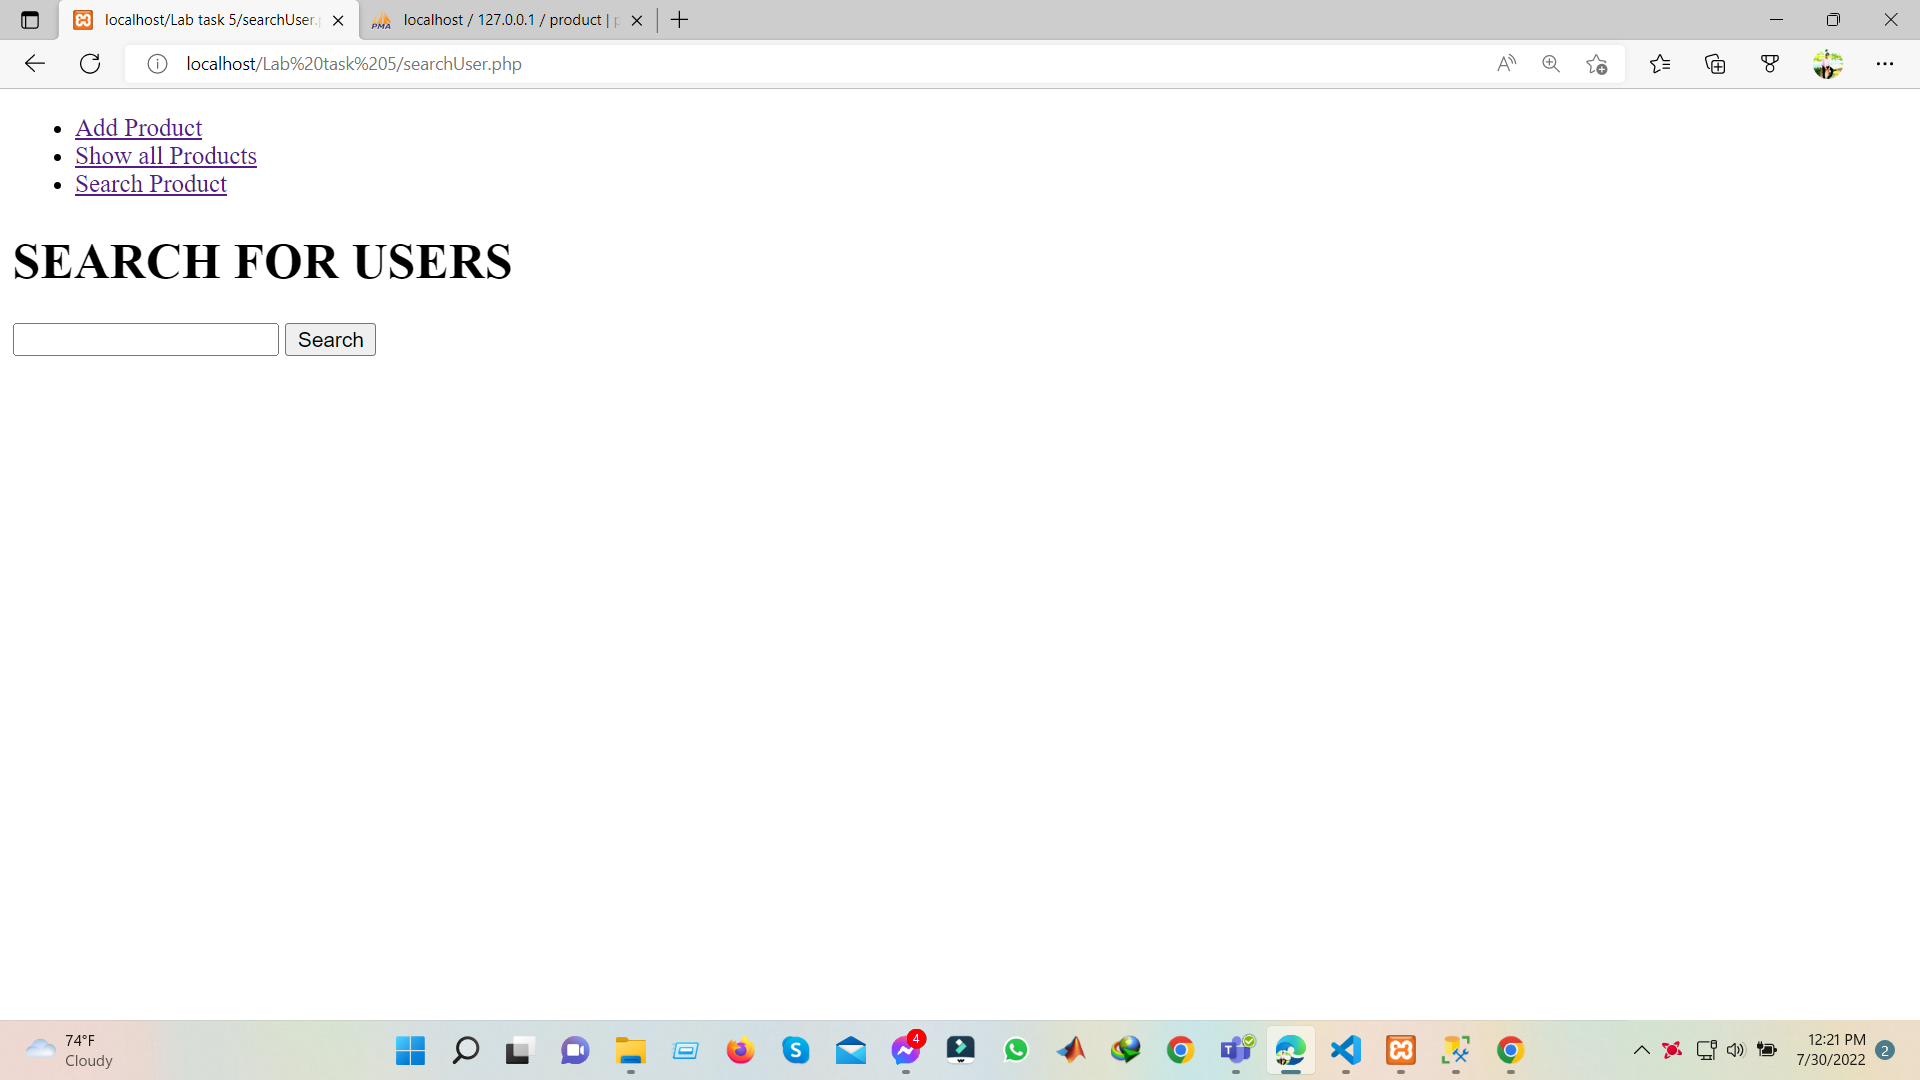 localhost/Lab task 5/searchUser.
localhost / 127.0.0.1 / product |
localhost/Lab%20task%205/searchUser.php
Add Product
Show all Products
Search Product
SEARCH FOR USERS
Search
74°F
Cloudy
4
12:21 PM
7/30/2022
2